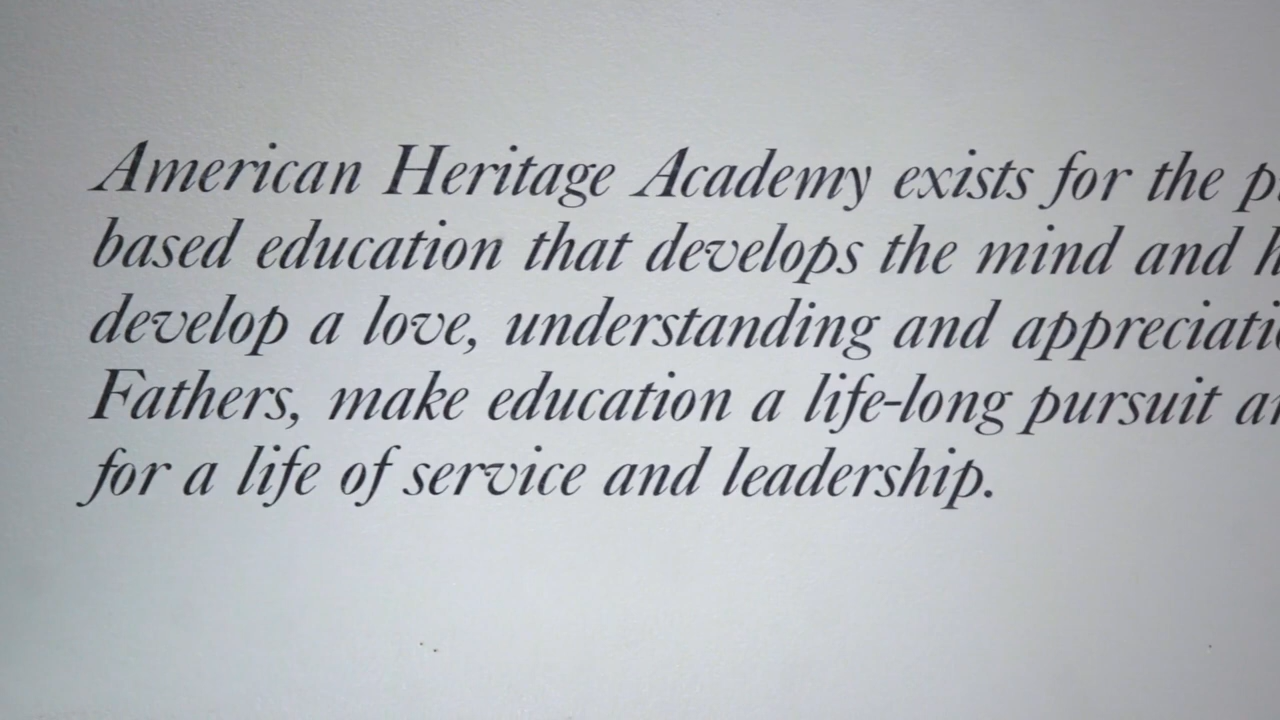 American Heritage Academy exists for the
based education that develops the mind and
develop a love, understanding and
Fathers, make education a life-long pursuit
for a life of service and leadership.